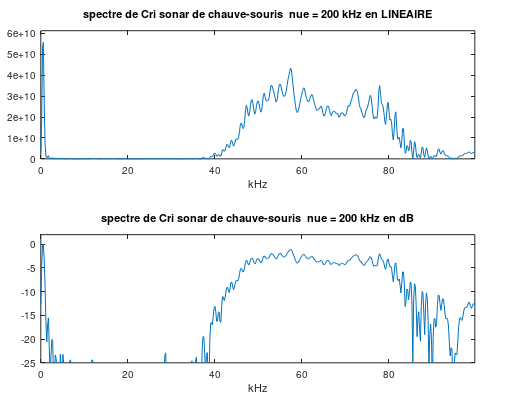 spectre de Cri sonar de chauve-souris  nue = 200 kHz en LINEAIRE
6e+10
5e+10
4e+10
3e+10
2e+10
1e+10
0
0 20 40 60 80
kHz
spectre de Cri sonar de chauve-souris  nue = 200 kHz en dB
0
-5
-10
-15
-20
-25
0 20 40 60 80
kHz